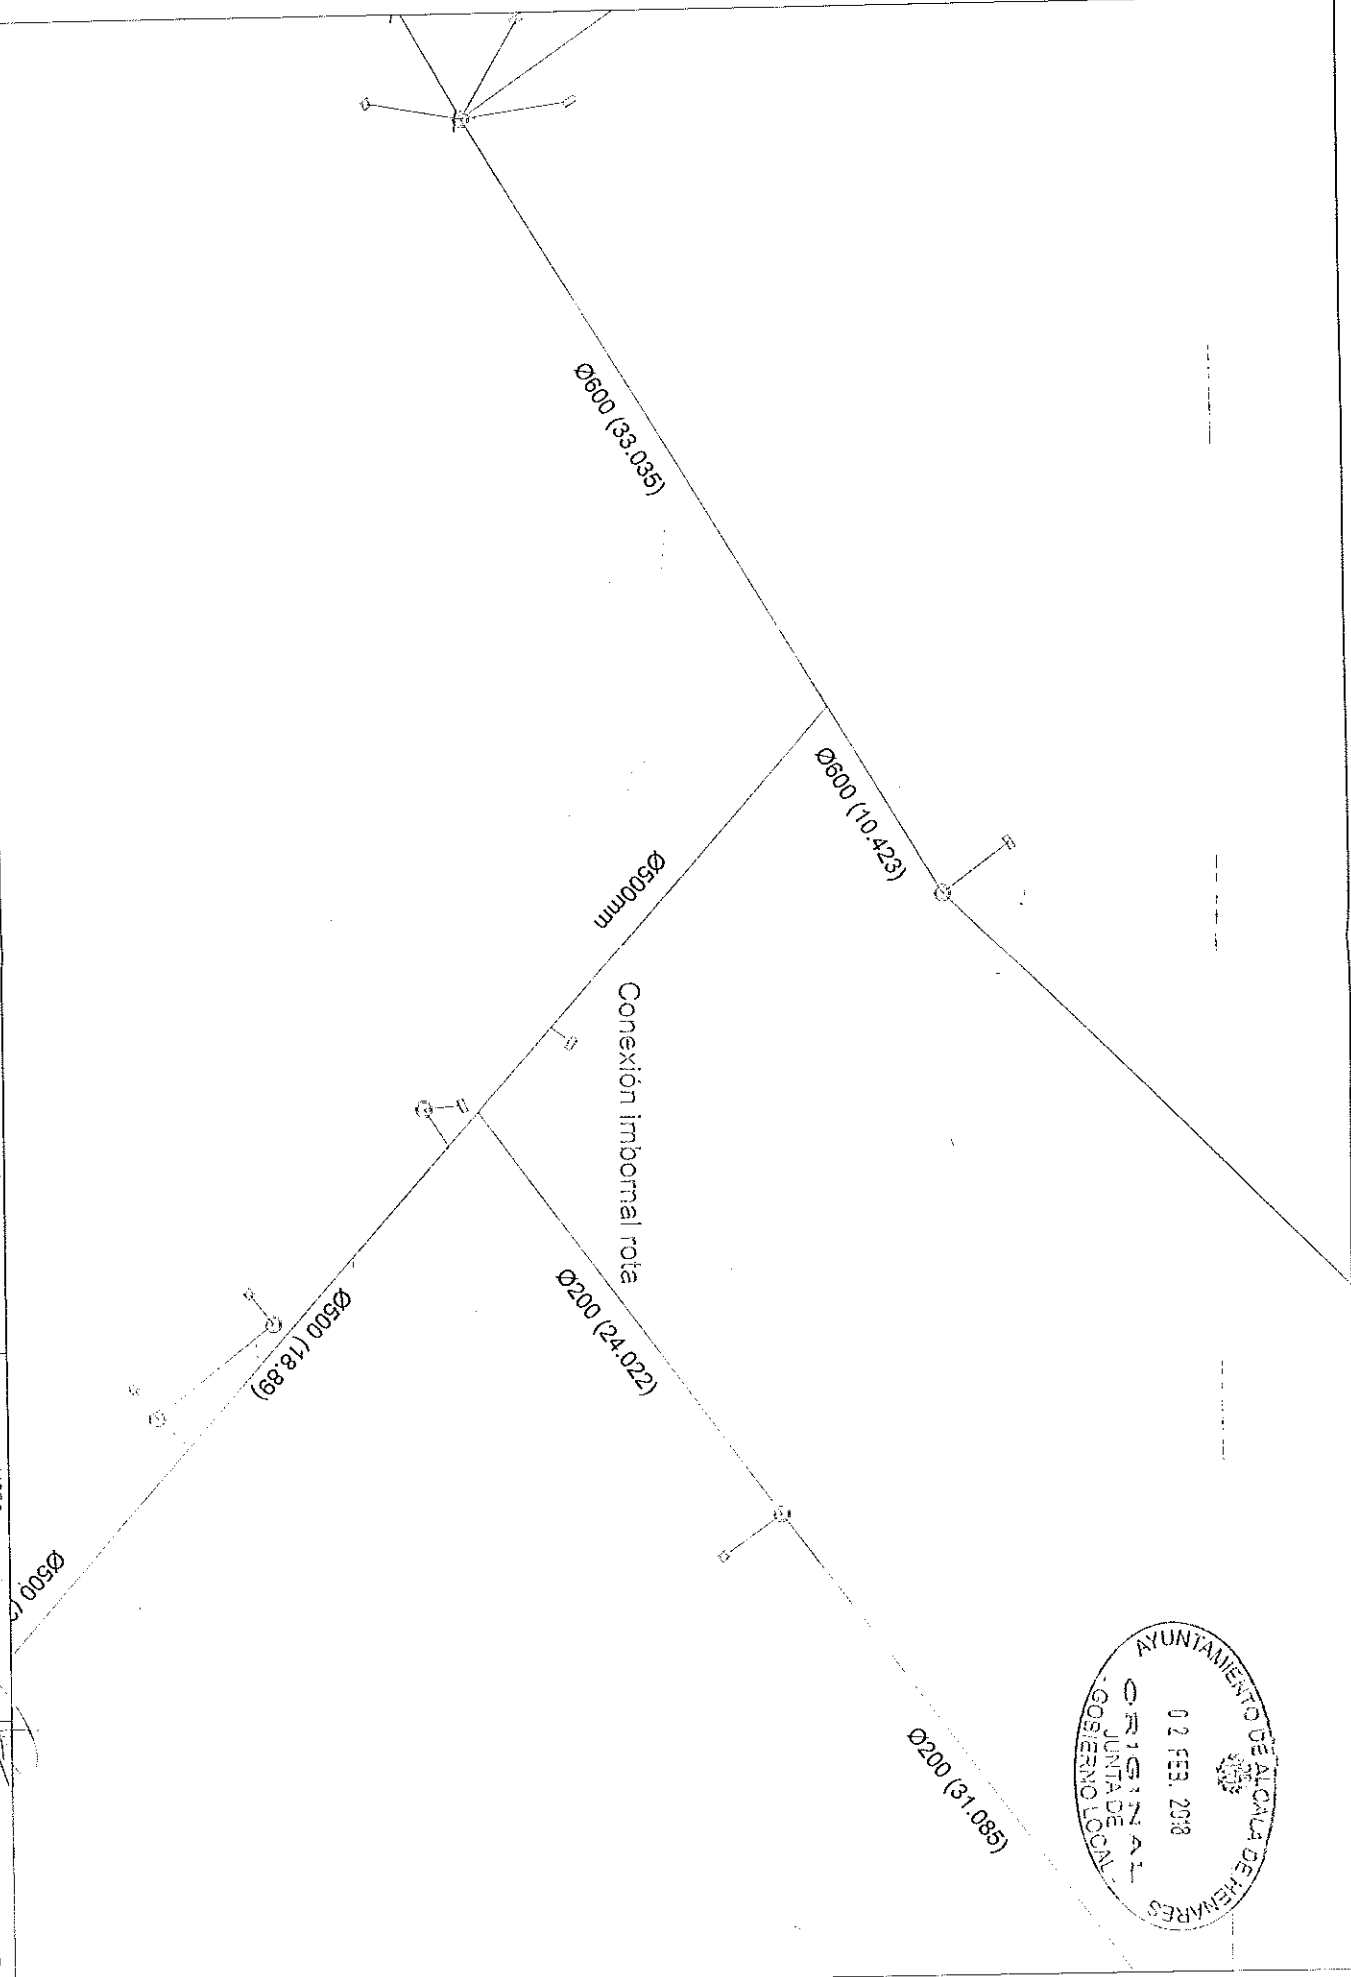 Ø600 (33.035)
Ø600 (10.423)
Ø500mm
Conexión imbornal rota
Ø200 (24.022)
Ø500 (18.89)
Ø500 (
Ø200 (31.085)
AYUNTAMIENTO DE ALCALA DE HENARES
02 FEB. 2018
ORIGINAL
JUNTA DE
- GOBIERNO LOCAL -